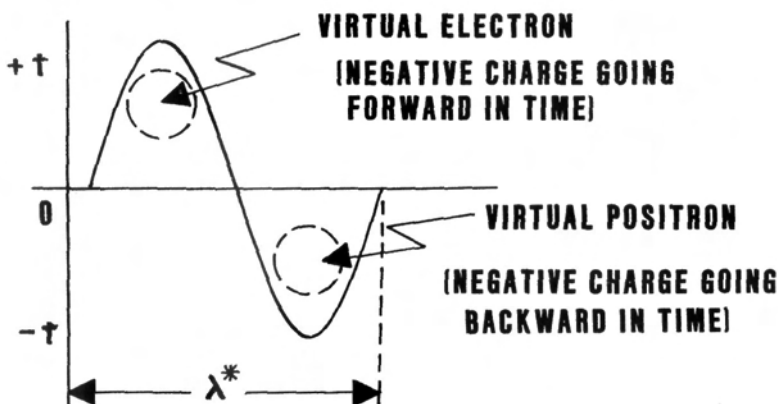 VIRTUAL ELECTRON
+t
(NEGATIVE CHARGE GOING
FORWARD IN TIME)
0
VIRTUAL POSITRON
(NEGATIVE CHARGE GOING
BACKWARD IN TIME)
-t
λ*